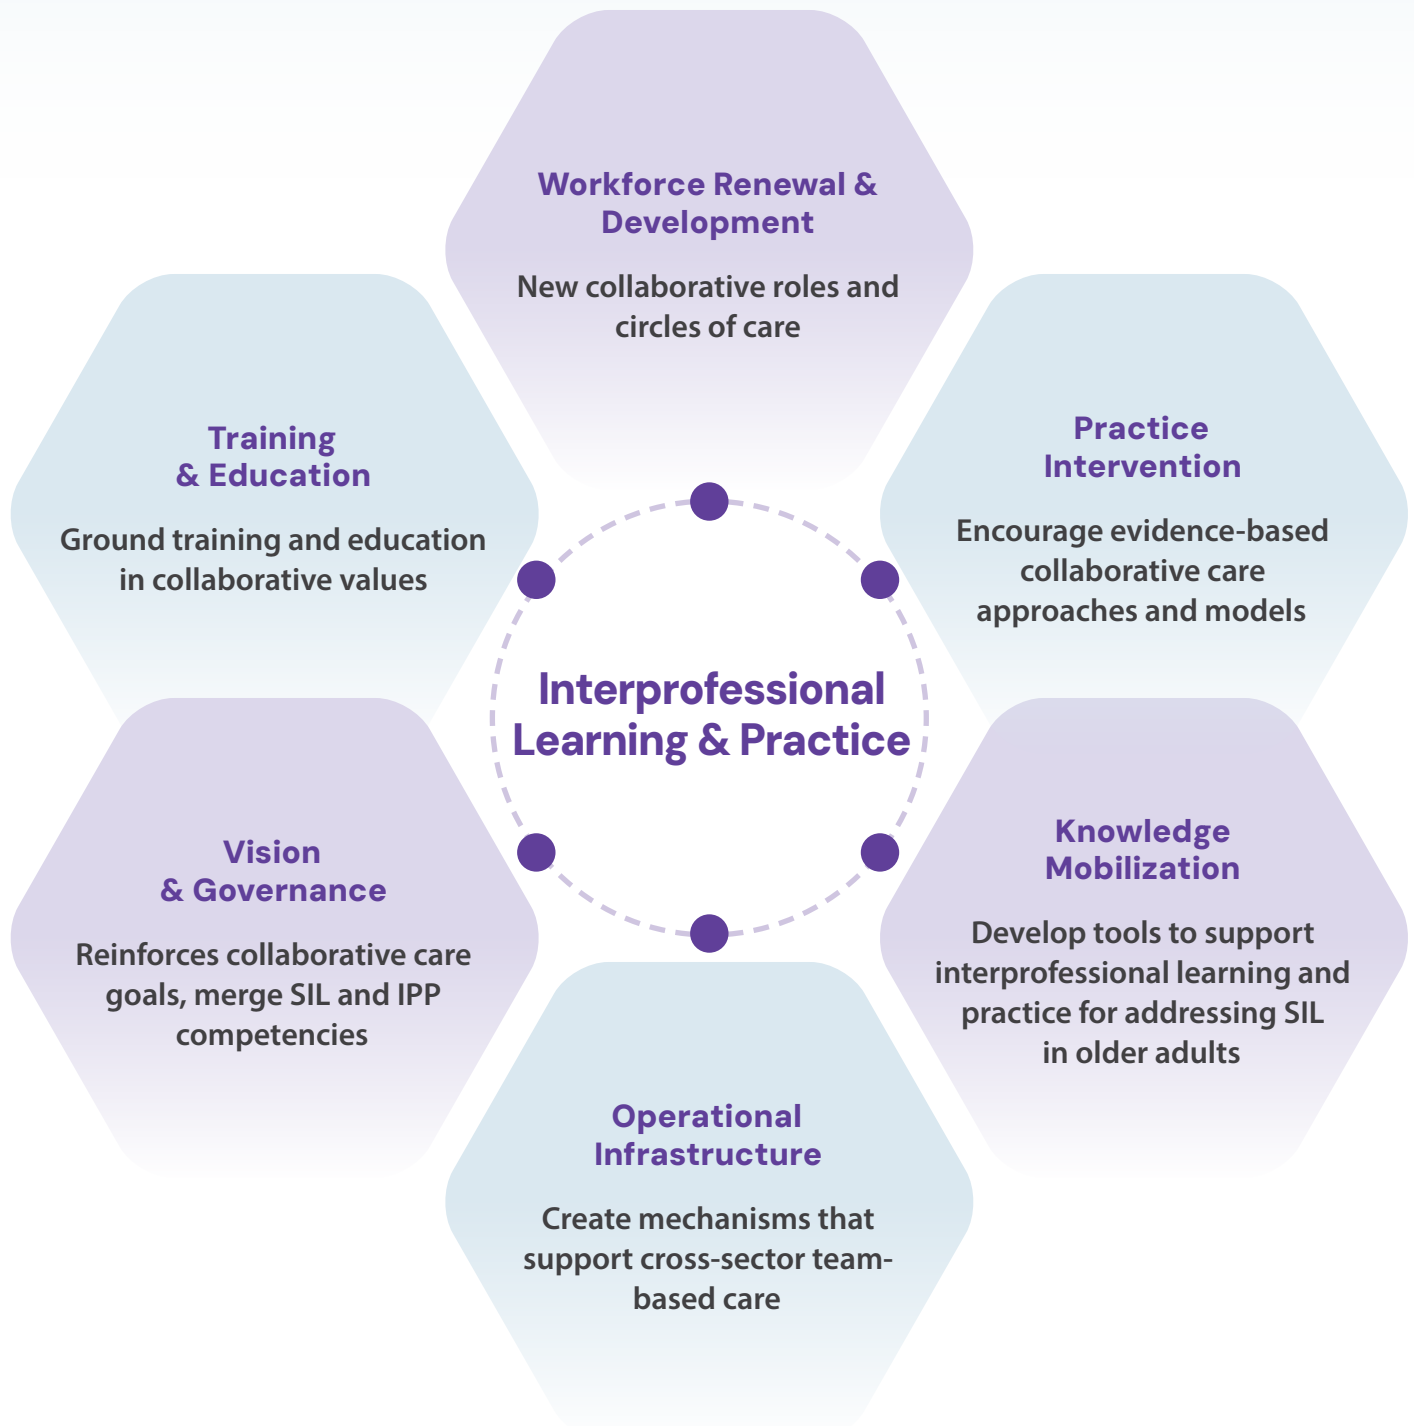 Workforce Renewal &
Development
New collaborative roles and
circles of care
Training
& Education
Ground training and education
in collaborative values
Practice
Intervention
Encourage evidence-based
collaborative care
approaches and models
Interprofessional
Learning & Practice
Vision
& Governance
Reinforces collaborative care
goals, merge SIL and IPP
competencies
Knowledge
Mobilization
Develop tools to support
interprofessional learning and
practice for addressing SIL
in older adults
Operational
Infrastructure
Create mechanisms that
support cross-sector team-
based care